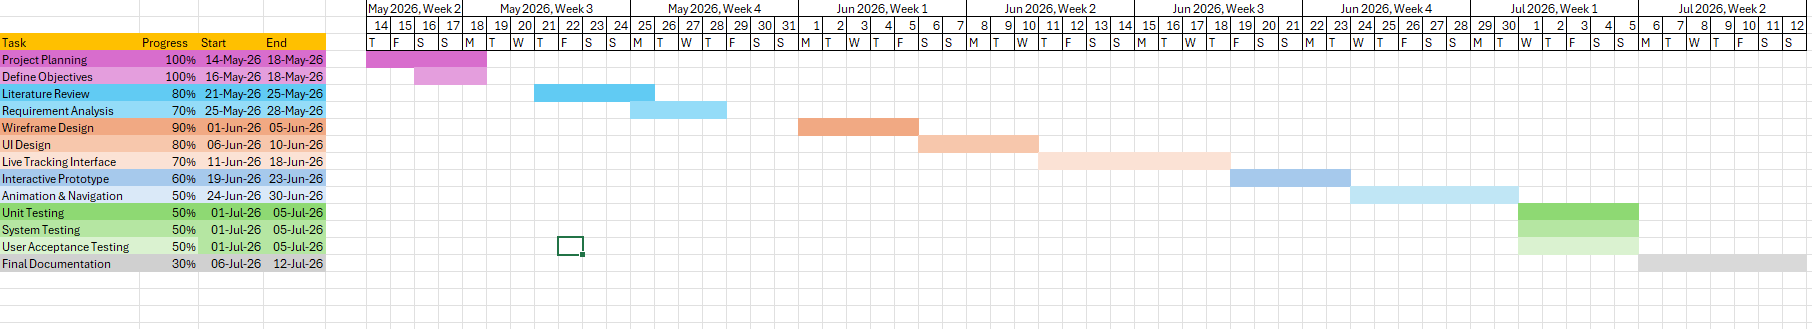 May 2026, Week 2 May 2026, Week 3 May 2026, Week 4 Jun 2026, Week 1 Jun 2026, Week 2 Jun 2026, Week 3 Jun 2026, Week 4 Jul 2026, Week 1 Jul 2026, Week 2
14 15 16 17 18 19 20 21 22 23 24 25 26 27 28 29 30 31 1 2 3 4 5 6 7 8 9 10 11 12 13 14 15 16 17 18 19 20 21 22 23 24 25 26 27 28 29 30 1 2 3 4 5 6 7 8 9 10 11 12
Task Progress Start End T F S S M T W T F S S M T W T F S S M T W T F S S M T W T F S S M T W T F S S M T W T F S S M T W T F S S M T W T F S S
Project Planning 100% 14-May-26 18-May-26
Define Objectives 100% 16-May-26 18-May-26
Literature Review 80% 21-May-26 25-May-26
Requirement Analysis 70% 25-May-26 28-May-26
Wireframe Design 90% 01-Jun-26 05-Jun-26
UI Design 80% 06-Jun-26 10-Jun-26
Live Tracking Interface 70% 11-Jun-26 18-Jun-26
Interactive Prototype 60% 19-Jun-26 23-Jun-26
Animation & Navigation 50% 24-Jun-26 30-Jun-26
Unit Testing 50% 01-Jul-26 05-Jul-26
System Testing 50% 01-Jul-26 05-Jul-26
User Acceptance Testing 50% 01-Jul-26 05-Jul-26
Final Documentation 30% 06-Jul-26 12-Jul-26